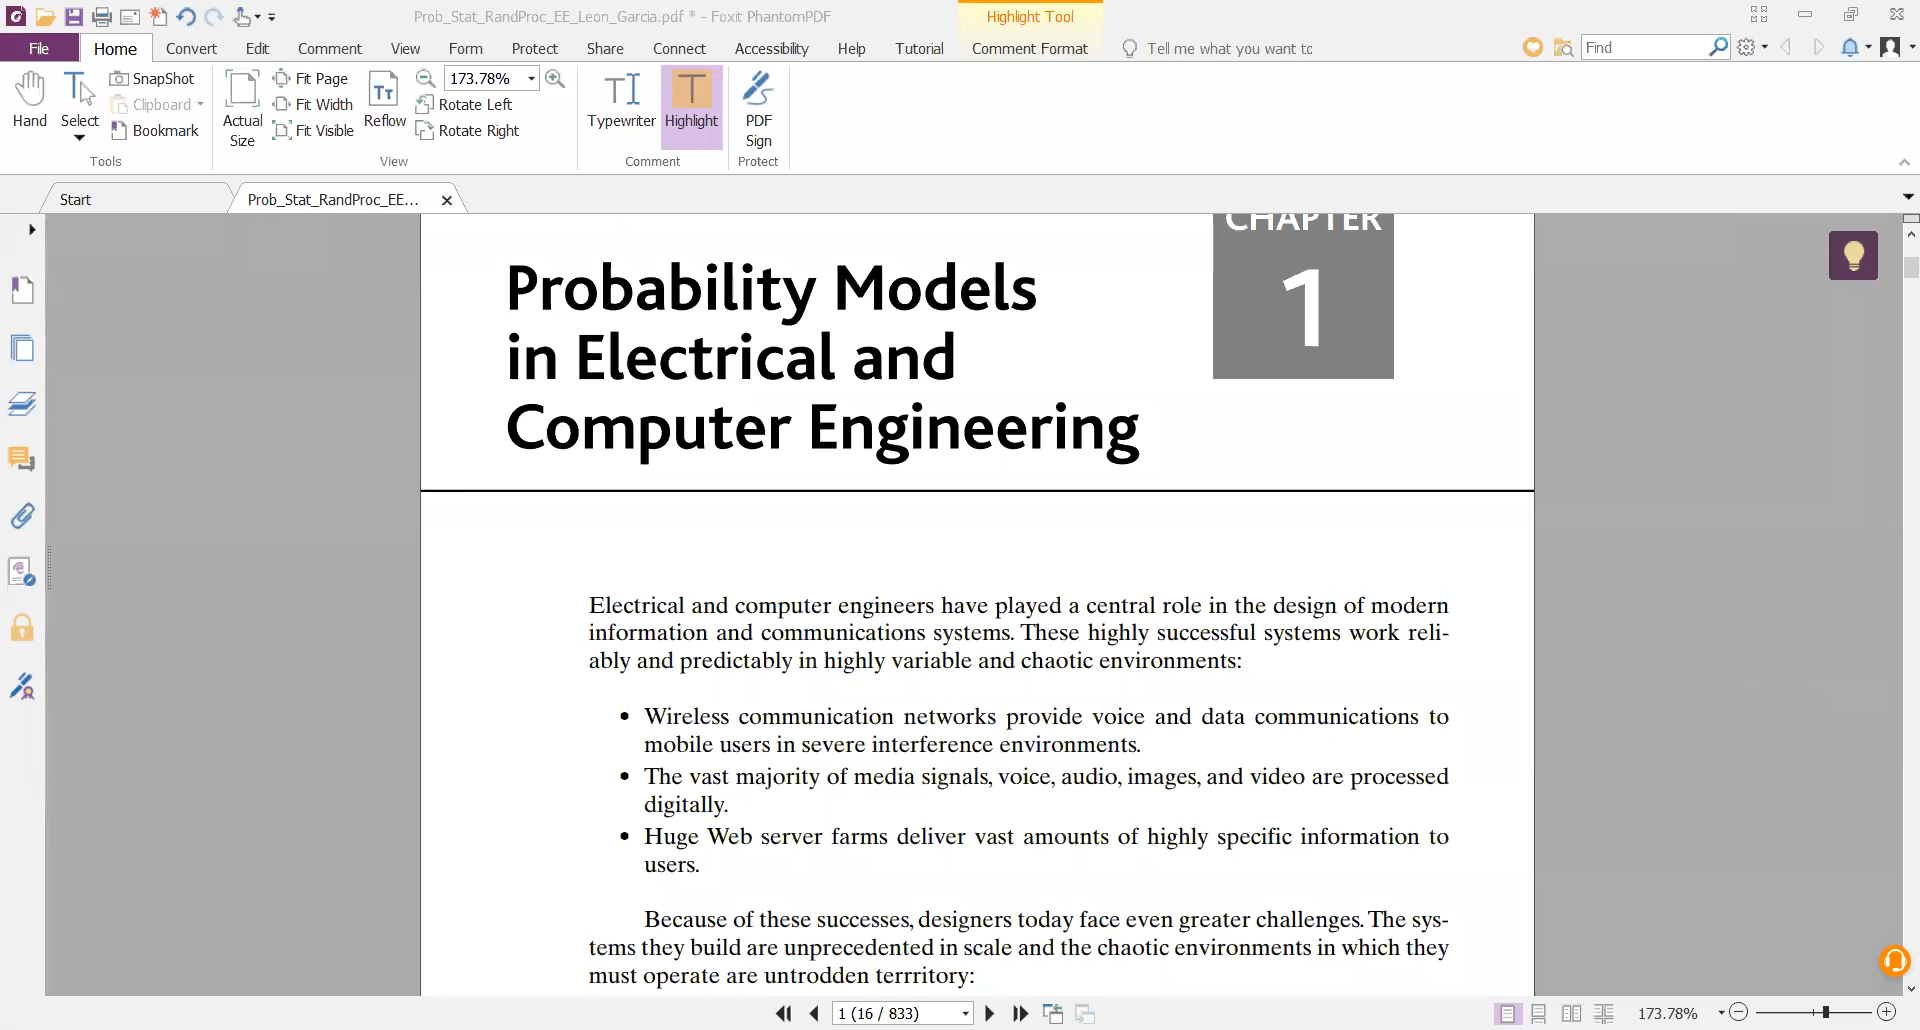 Prob_Stat_RandProc_EE_Leon_Garcia.pdf * - Foxit PhantomPDF
Highlight Tool
File Home Convert Edit Comment View Form Protect Share Connect Accessibility Help Tutorial Comment Format Tell me what you want to Find
SnapShot Fit Page 173.78%
Clipboard Fit Width Rotate Left
Hand Select Bookmark Actual Size Fit Visible Reflow Rotate Right Typewriter Highlight PDF Sign
Tools View Comment Protect
Start Prob_Stat_RandProc_EE...
CHAPTER
1
Probability Models
in Electrical and
Computer Engineering
Electrical and computer engineers have played a central role in the design of modern
information and communications systems. These highly successful systems work reli-
ably and predictably in highly variable and chaotic environments:
• Wireless communication networks provide voice and data communications to
mobile users in severe interference environments.
• The vast majority of media signals, voice, audio, images, and video are processed
digitally.
• Huge Web server farms deliver vast amounts of highly specific information to
users.
Because of these successes, designers today face even greater challenges. The sys-
tems they build are unprecedented in scale and the chaotic environments in which they
must operate are untrodden terrritory:
1 (16 / 833) 173.78%